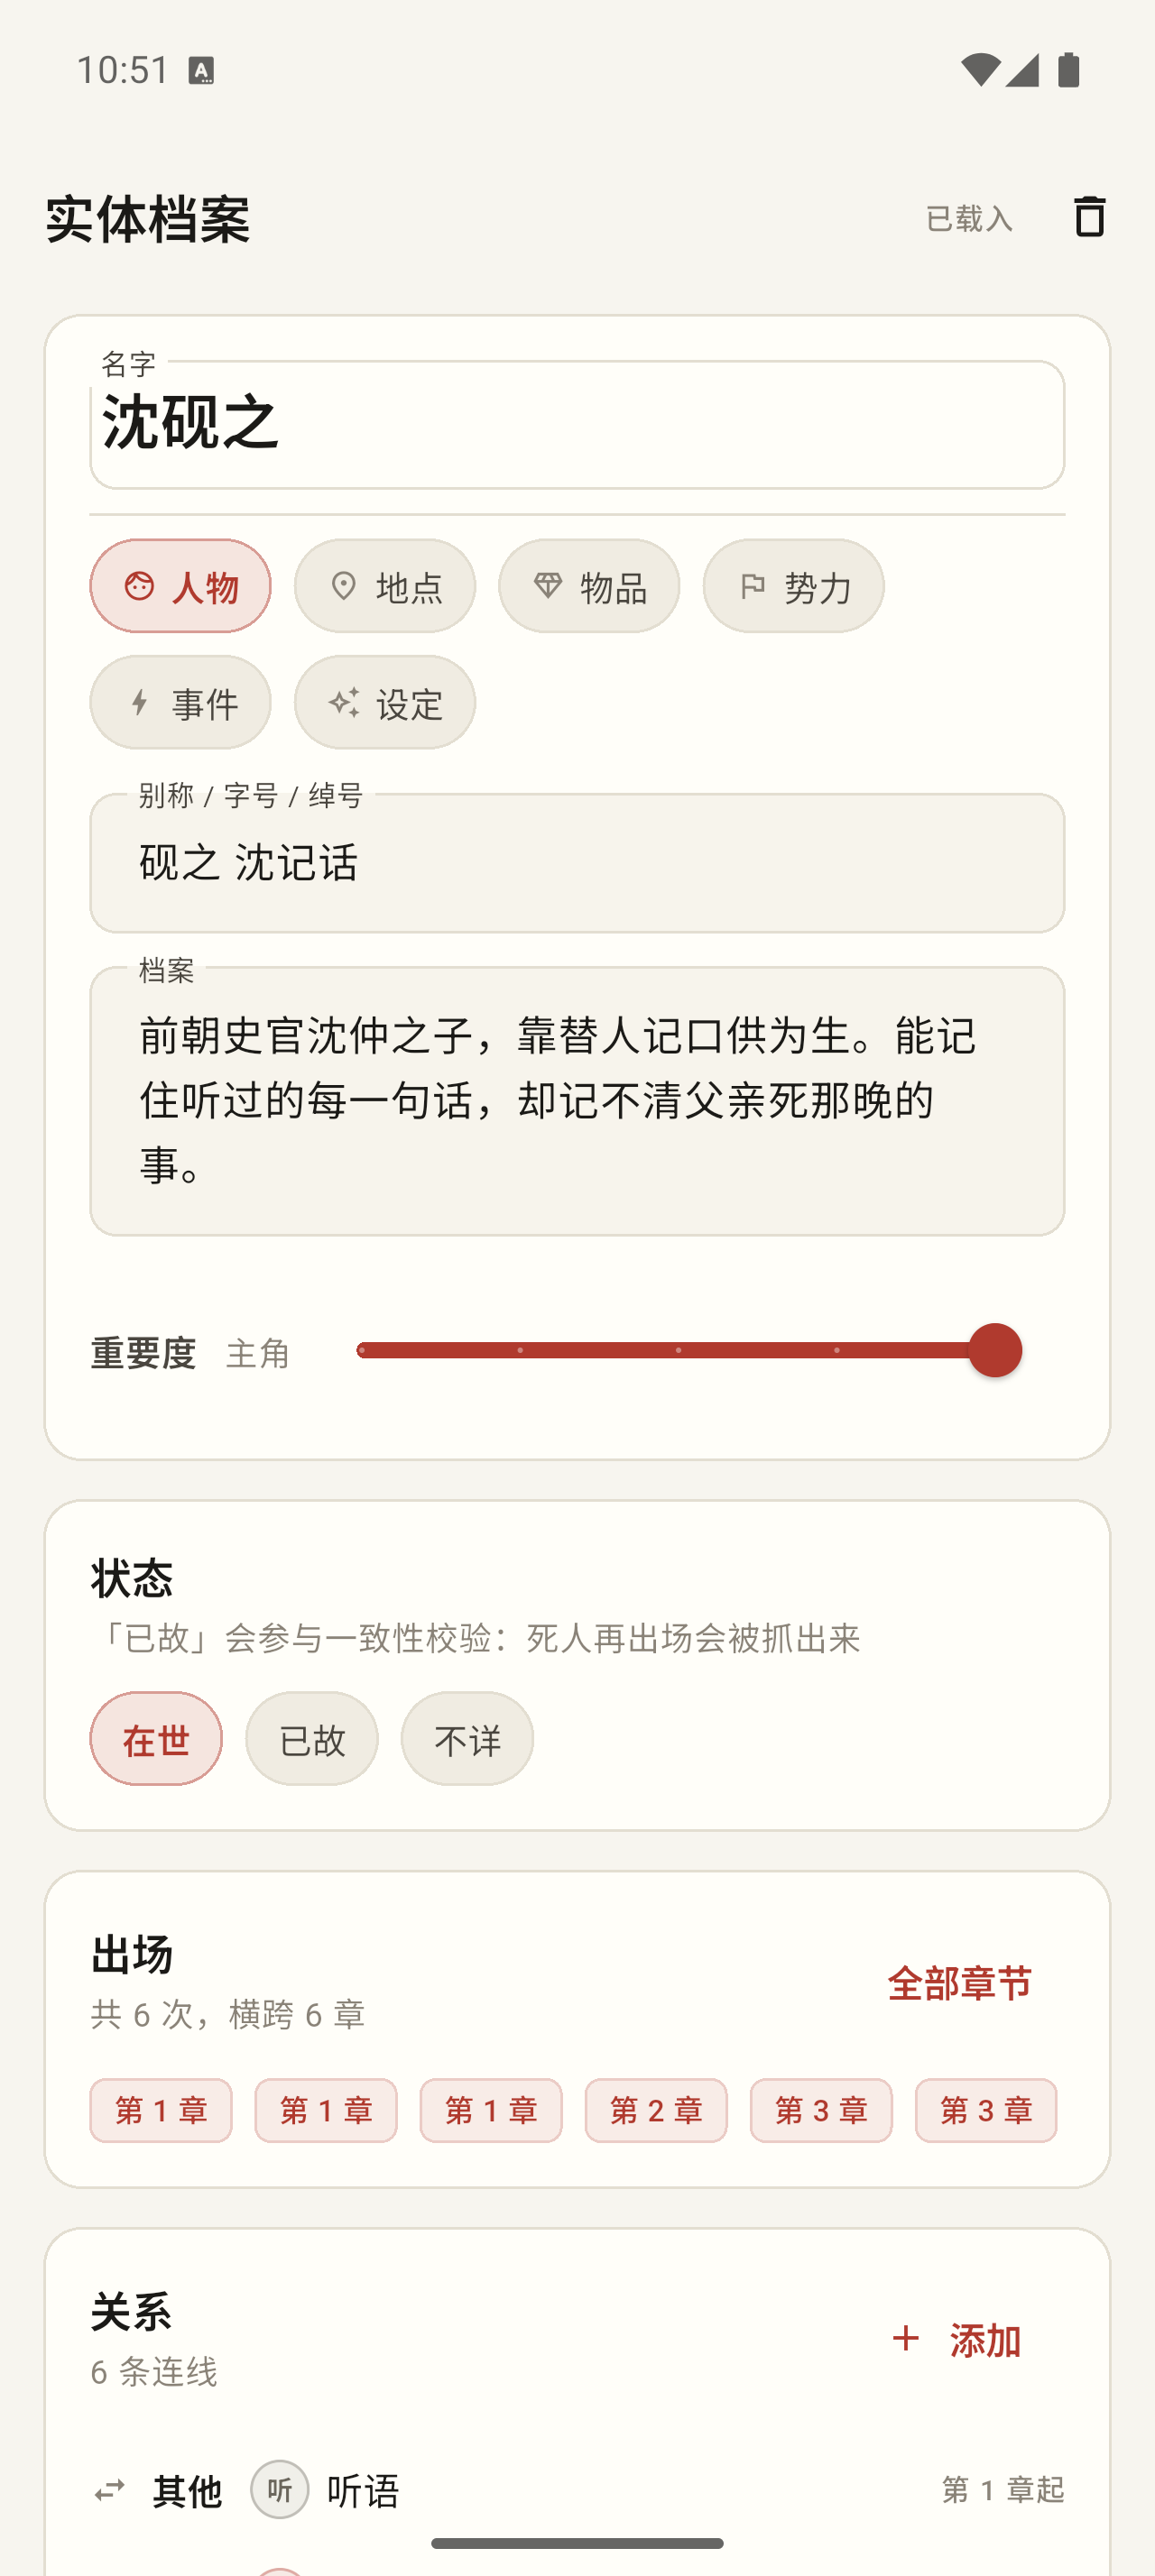 10:51 A
实体档案 已载入
名字
沈砚之
人物 地点 物品 势力
事件 设定
别称 / 字号 / 绰号
砚之 沈记话
档案
前朝史官沈仲之子，靠替人记口供为生。能记
住听过的每一句话，却记不清父亲死那晚的
事。
重要度 主角
状态
「已故」会参与一致性校验：死人再出场会被抓出来
在世 已故 不详
出场
全部章节
共 6 次，横跨 6 章
第 1 章 第 1 章 第 1 章 第 2 章 第 3 章 第 3 章
关系
+ 添加
6 条连线
其他 听 听语 第 1 章起